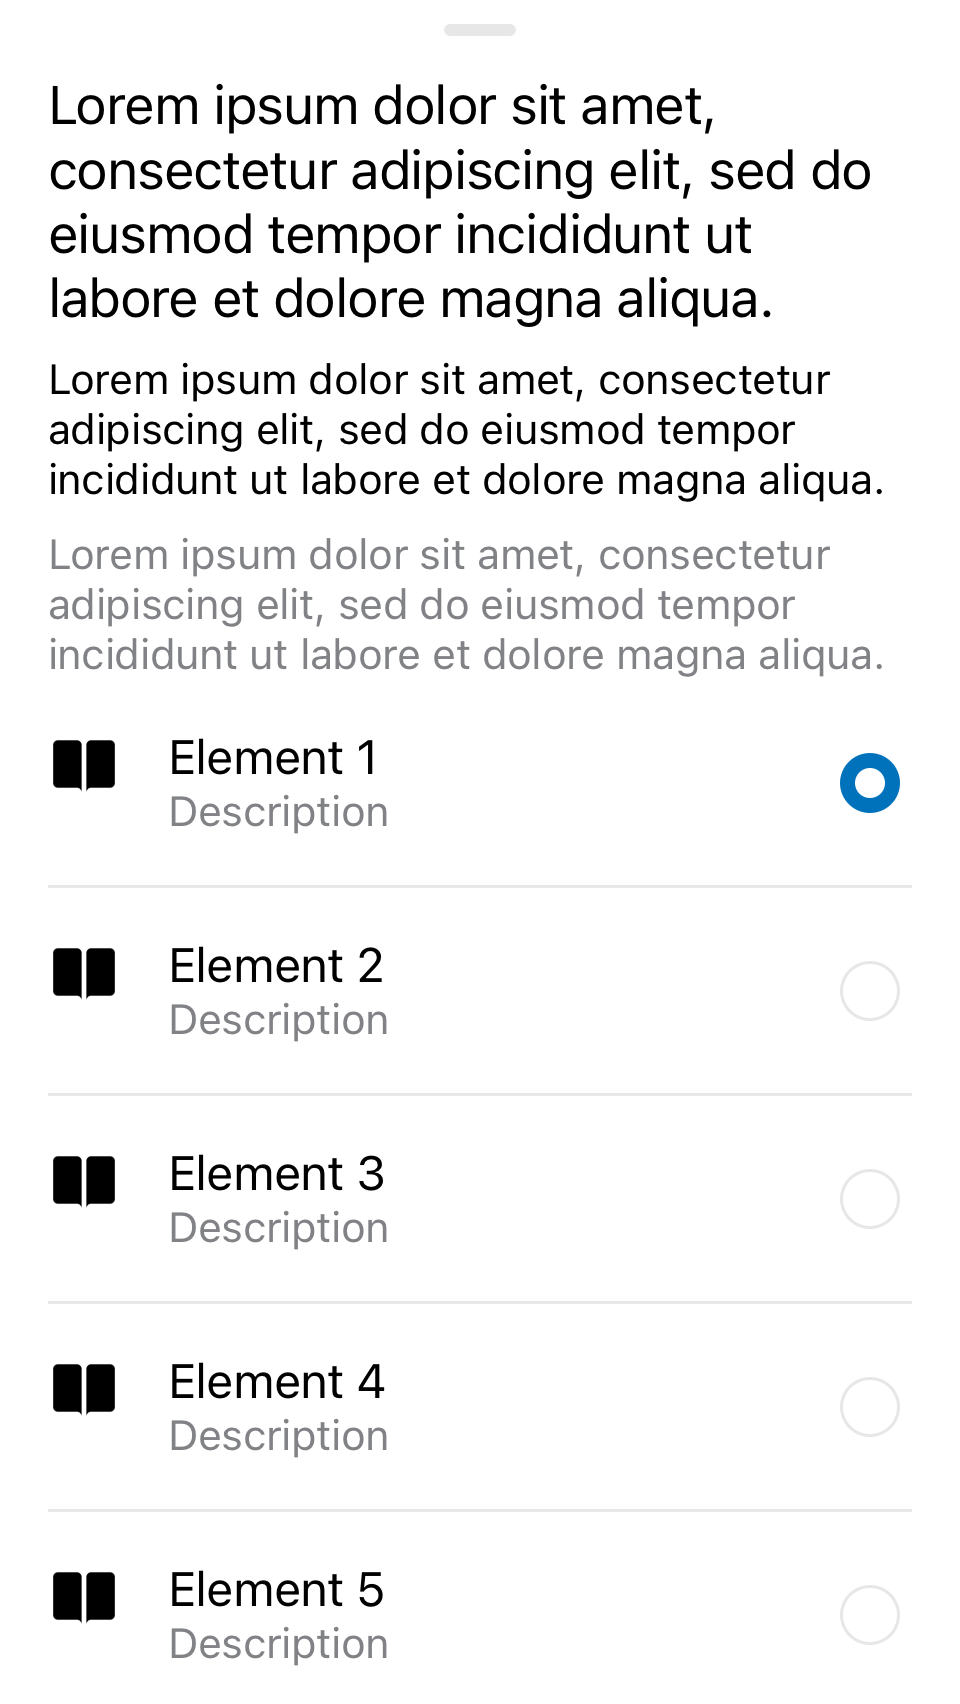 Lorem ipsum dolor sit amet,
consectetur adipiscing elit, sed do
eiusmod tempor incididunt ut
labore et dolore magna aliqua.
Lorem ipsum dolor sit amet, consectetur
adipiscing elit, sed do eiusmod tempor
incididunt ut labore et dolore magna aliqua.
Lorem ipsum dolor sit amet, consectetur
adipiscing elit, sed do eiusmod tempor
incididunt ut labore et dolore magna aliqua.
Element 1
Description
Element 2
Description
Element 3
Description
Element 4
Description
Element 5
Description